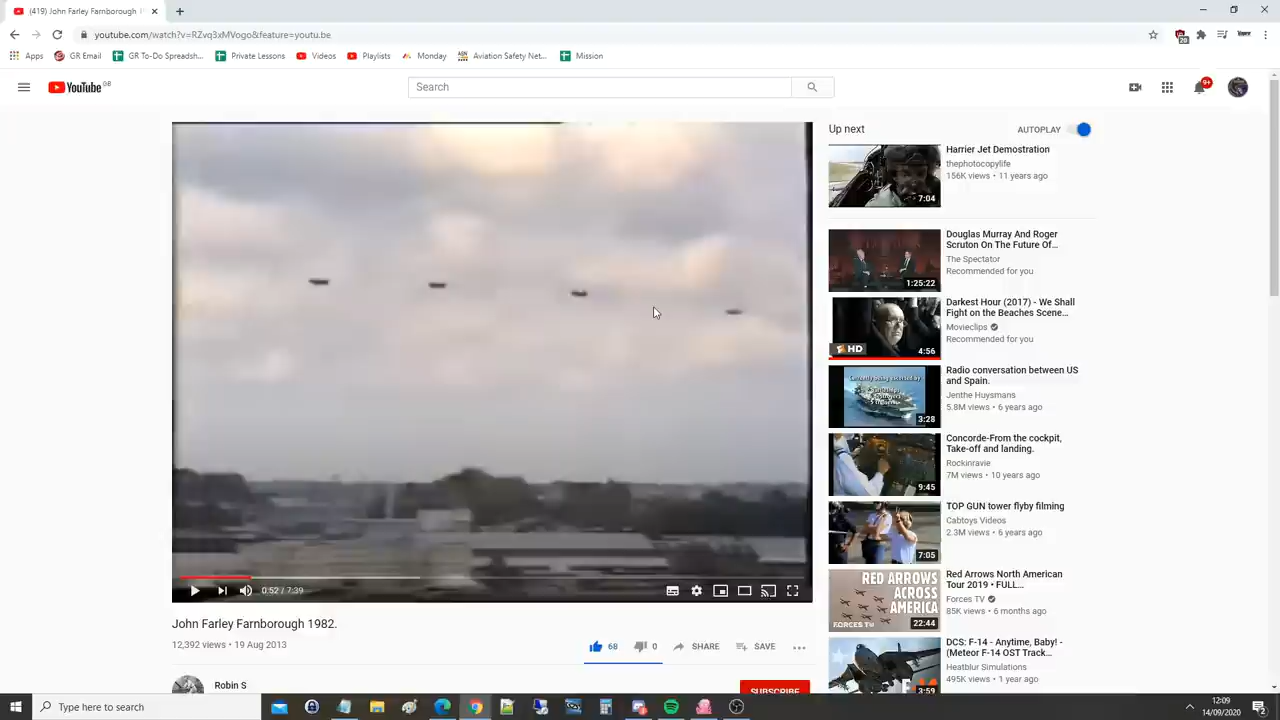 (419) John Farley Farnborough
youtube.com/watch?v=RZvq3xMVogo&feature=youtu.be
20
Apps
GR Email
GR To-Do Spreadsh...
Private Lessons
Videos
Playlists
Monday
Aviation Safety Net...
Mission
YouTube GB
Search
9+
Up next
AUTOPLAY
Harrier Jet Demostration
thephotocopylife
156K views • 11 years ago
7:04
Douglas Murray And Roger
Scruton On The Future Of...
The Spectator
Recommended for you
1:25:22
Darkest Hour (2017) - We Shall
Fight on the Beaches Scene...
Movieclips
Recommended for you
HD
4:56
Radio conversation between US
and Spain.
Jenthe Huysmans
5.8M views • 6 years ago
3:28
Concorde-From the cockpit,
Take-off and landing.
Rockinravie
7M views • 10 years ago
9:45
TOP GUN tower flyby filming
Cabtoys Videos
2.3M views • 6 years ago
7:05
RED ARROWS
ACROSS
AMERICA
FORCES TV
22:44
Red Arrows North American
Tour 2019 • FULL...
Forces TV
85K views • 6 months ago
DCS: F-14 - Anytime, Baby! -
(Meteor F-14 OST Track...
Heatblur Simulations
495K views • 1 year ago
3:59
0:52 / 7:39
John Farley Farnborough 1982.
12,392 views • 19 Aug 2013
68
0
SHARE
SAVE
Robin S
SUBSCRIBE
Type here to search
12:09
14/09/2020
2